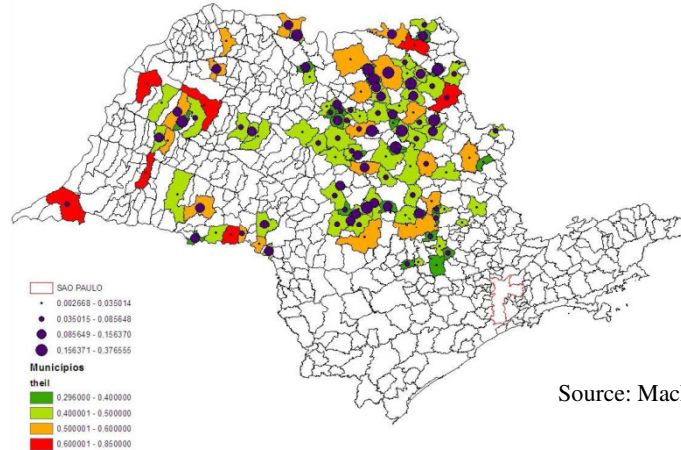 SAO PAULO
0.002668 - 0.035014
0.035015 - 0.085648
0.085649 - 0.156370
0.156371 - 0.376555
Municipios
theil
0.296000 - 0.400000
0.400001 - 0.500000
0.500001 - 0.600000
0.600001 - 0.850000
Source: Mac